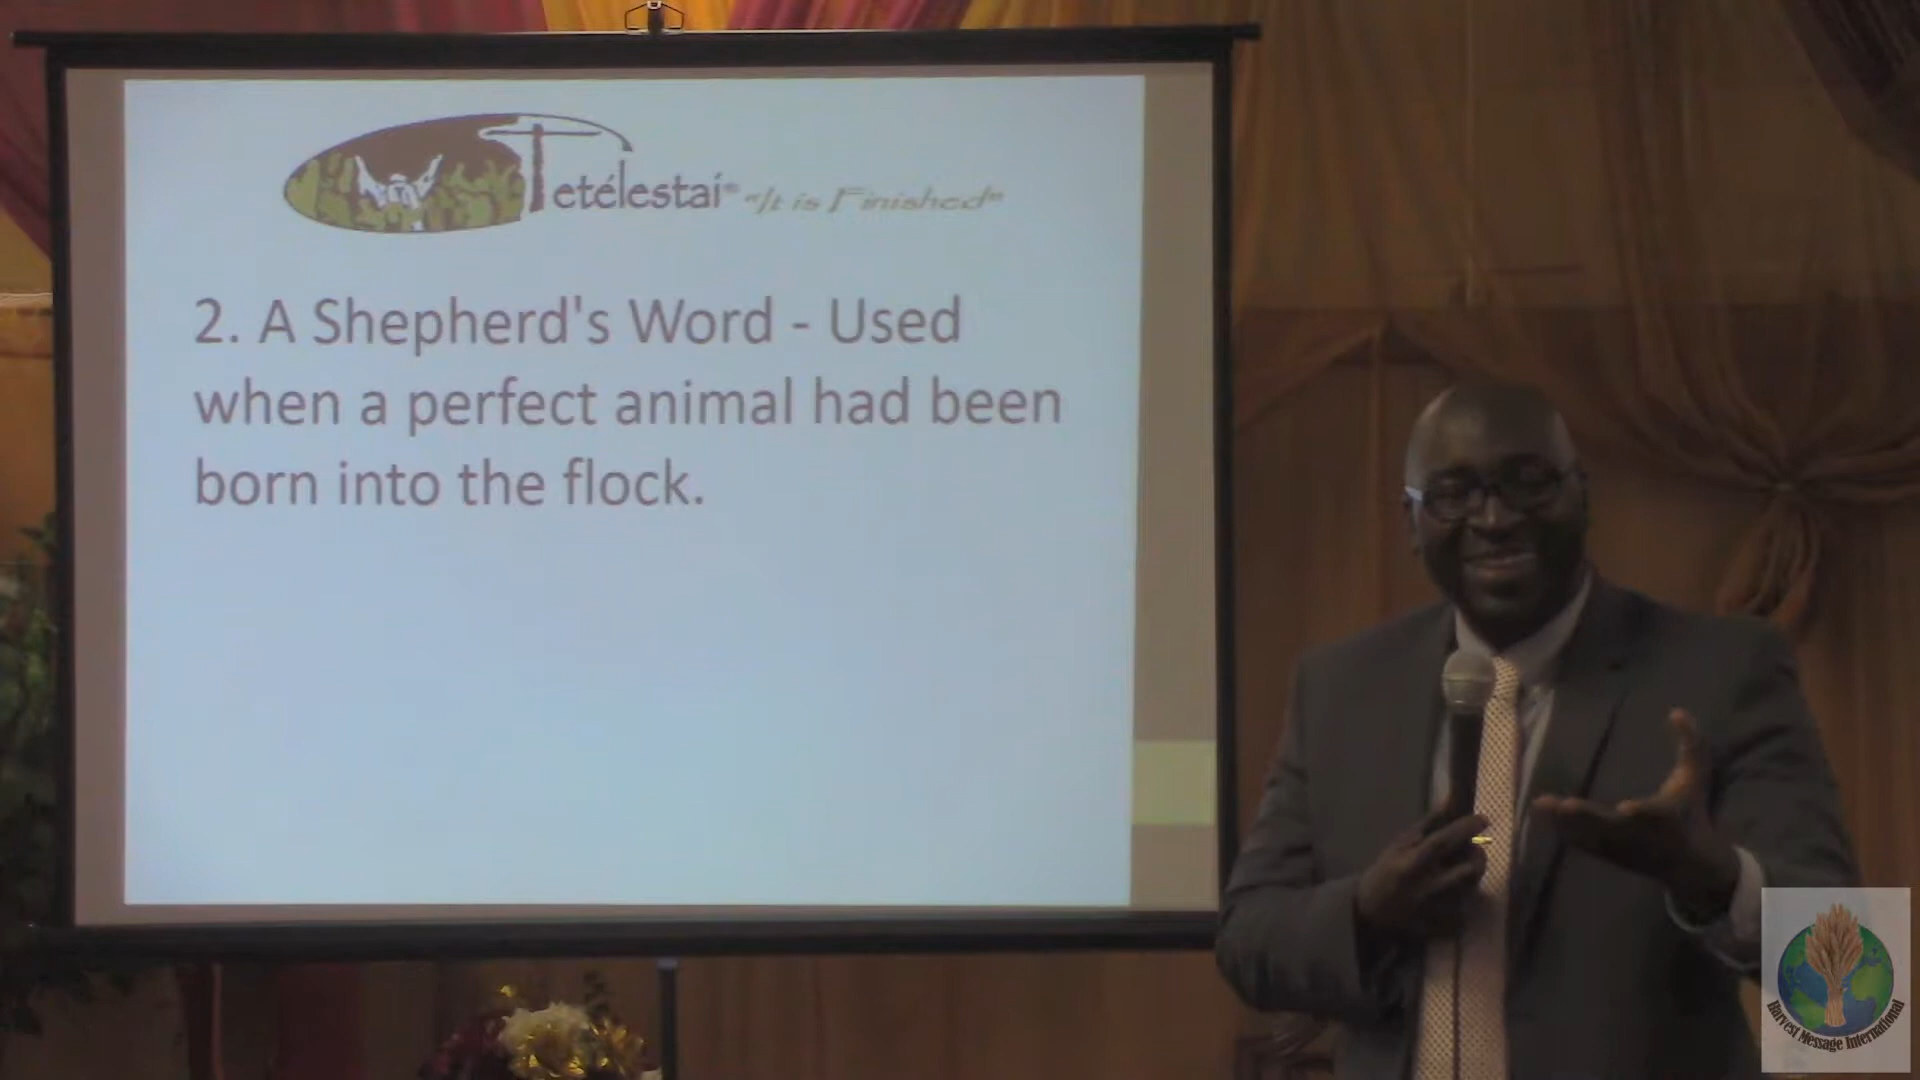 Tetélestai® "It is Finished"
2. A Shepherd's Word - Used
when a perfect animal had been
born into the flock.
Harvest Message International